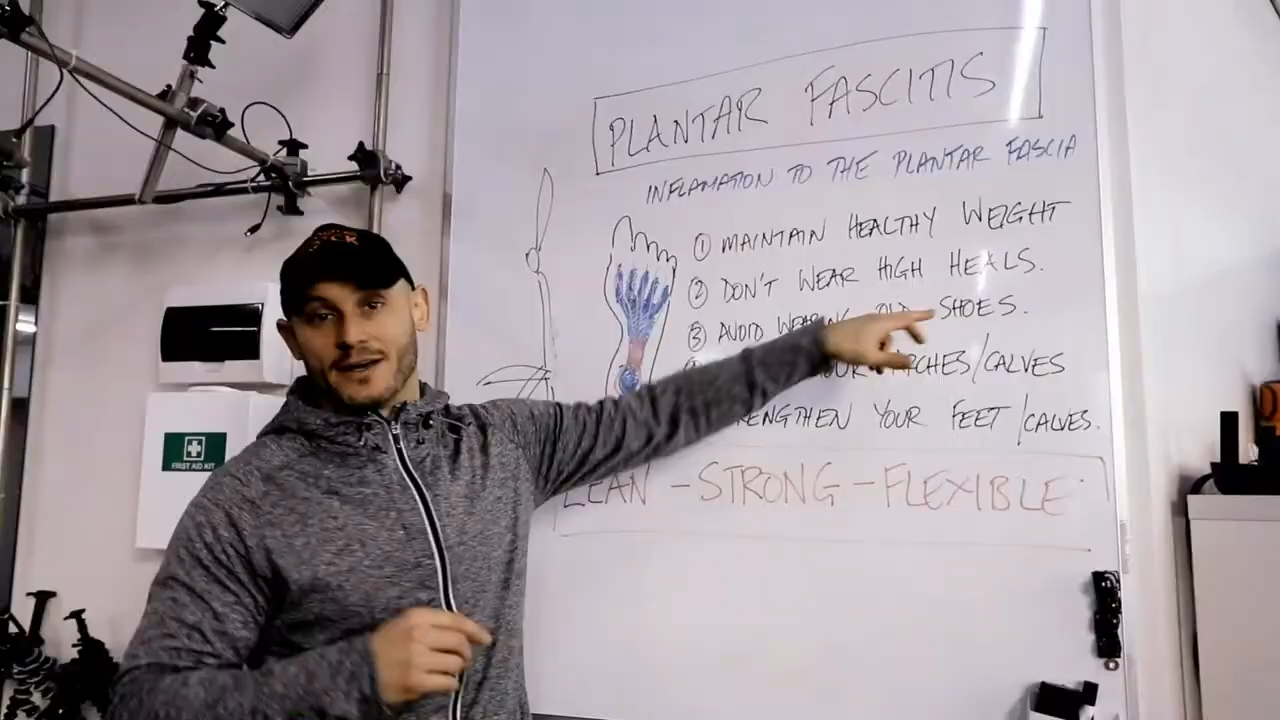 PLANTAR FASCITIS
INFLAMATION TO THE PLANTAR FASCIA
① MAINTAIN HEALTHY WEIGHT
② DON'T WEAR HIGH HEALS.
③ AVOID WEARING OLD SHOES.
ARCHES/CALVES
YOUR FEET/CALVES.
LEAN - STRONG - FLEXIBLE
FIRST AID KIT